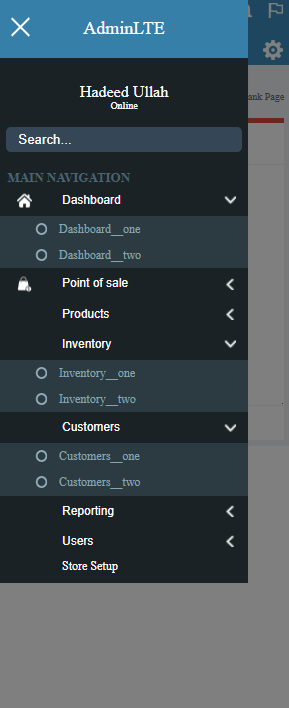 AdminLTE
Hadeed Ullah
Online
Search...
ank Page
MAIN NAVIGATION
Dashboard
Dashboard__one
Dashboard__two
Point of sale
Products
Inventory
Inventory__one
Inventory__two
Customers
Customers__one
Customers__two
Reporting
Users
Store Setup